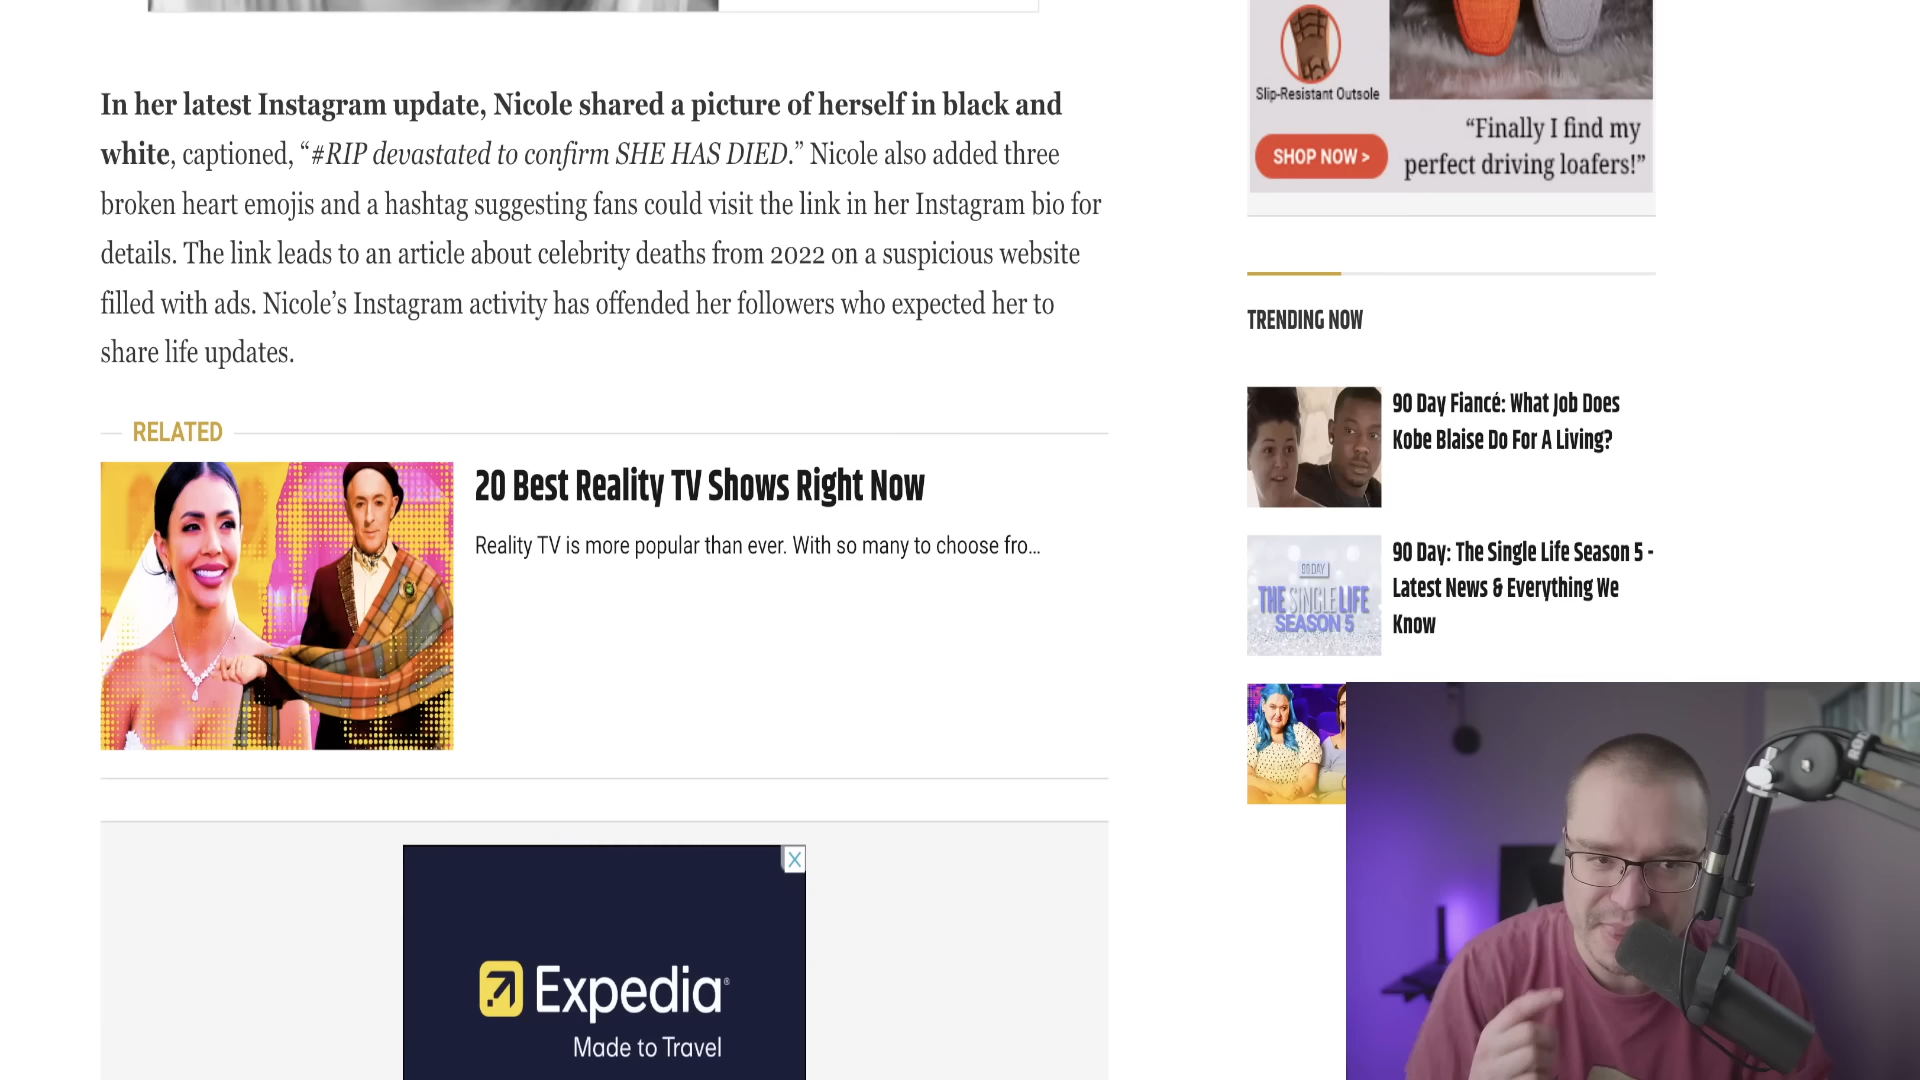 In her latest Instagram update, Nicole shared a picture of herself in black and
white, captioned, “#RIP devastated to confirm SHE HAS DIED.” Nicole also added three
broken heart emojis and a hashtag suggesting fans could visit the link in her Instagram bio for
details. The link leads to an article about celebrity deaths from 2022 on a suspicious website
filled with ads. Nicole’s Instagram activity has offended her followers who expected her to
share life updates.
RELATED
20 Best Reality TV Shows Right Now
Reality TV is more popular than ever. With so many to choose fro...
Expedia®
Made to Travel
Slip-Resistant Outsole
SHOP NOW >
“Finally I find my
perfect driving loafers!”
TRENDING NOW
90 Day Fiancé: What Job Does
Kobe Blaise Do For A Living?
90 DAY
THE SINGLE LIFE
SEASON 5
90 Day: The Single Life Season 5 -
Latest News & Everything We
Know